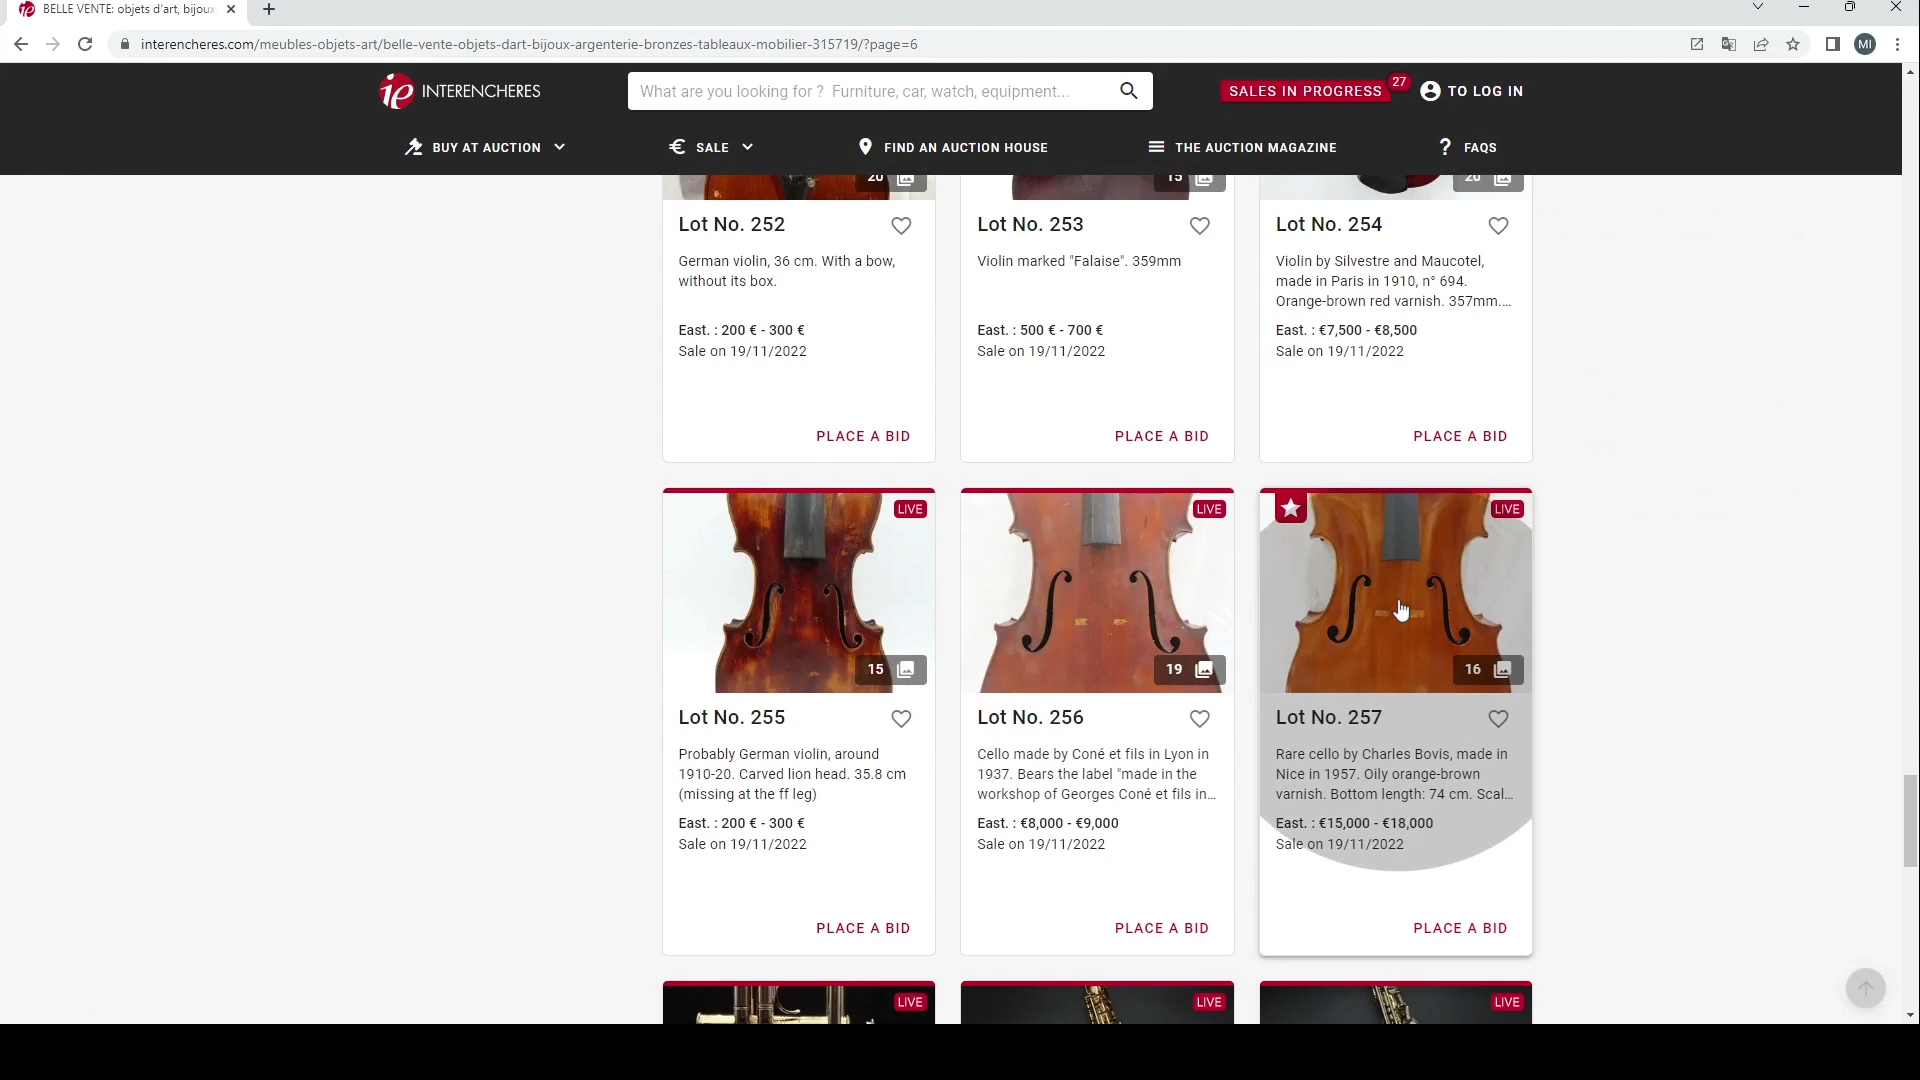 BELLE VENTE: objets d'art, bijoux
interencheres.com/meubles-objets-art/belle-vente-objets-dart-bijoux-argenterie-bronzes-tableaux-mobilier-315719/?page=6
MI
ie INTERENCHERES
What are you looking for ? Furniture, car, watch, equipment...
SALES IN PROGRESS 27
TO LOG IN
BUY AT AUCTION
SALE
FIND AN AUCTION HOUSE
THE AUCTION MAGAZINE
? FAQS
20
15
20
Lot No. 252
German violin, 36 cm. With a bow,
without its box.
East. : 200 € - 300 €
Sale on 19/11/2022
PLACE A BID
Lot No. 253
Violin marked "Falaise". 359mm
East. : 500 € - 700 €
Sale on 19/11/2022
PLACE A BID
Lot No. 254
Violin by Silvestre and Maucotel,
made in Paris in 1910, n° 694.
Orange-brown red varnish. 357mm....
East. : €7,500 - €8,500
Sale on 19/11/2022
PLACE A BID
LIVE
15
Lot No. 255
Probably German violin, around
1910-20. Carved lion head. 35.8 cm
(missing at the ff leg)
East. : 200 € - 300 €
Sale on 19/11/2022
PLACE A BID
LIVE
19
Lot No. 256
Cello made by Coné et fils in Lyon in
1937. Bears the label "made in the
workshop of Georges Coné et fils in...
East. : €8,000 - €9,000
Sale on 19/11/2022
PLACE A BID
LIVE
16
Lot No. 257
Rare cello by Charles Bovis, made in
Nice in 1957. Oily orange-brown
varnish. Bottom length: 74 cm. Scal...
East. : €15,000 - €18,000
Sale on 19/11/2022
PLACE A BID
LIVE
LIVE
LIVE